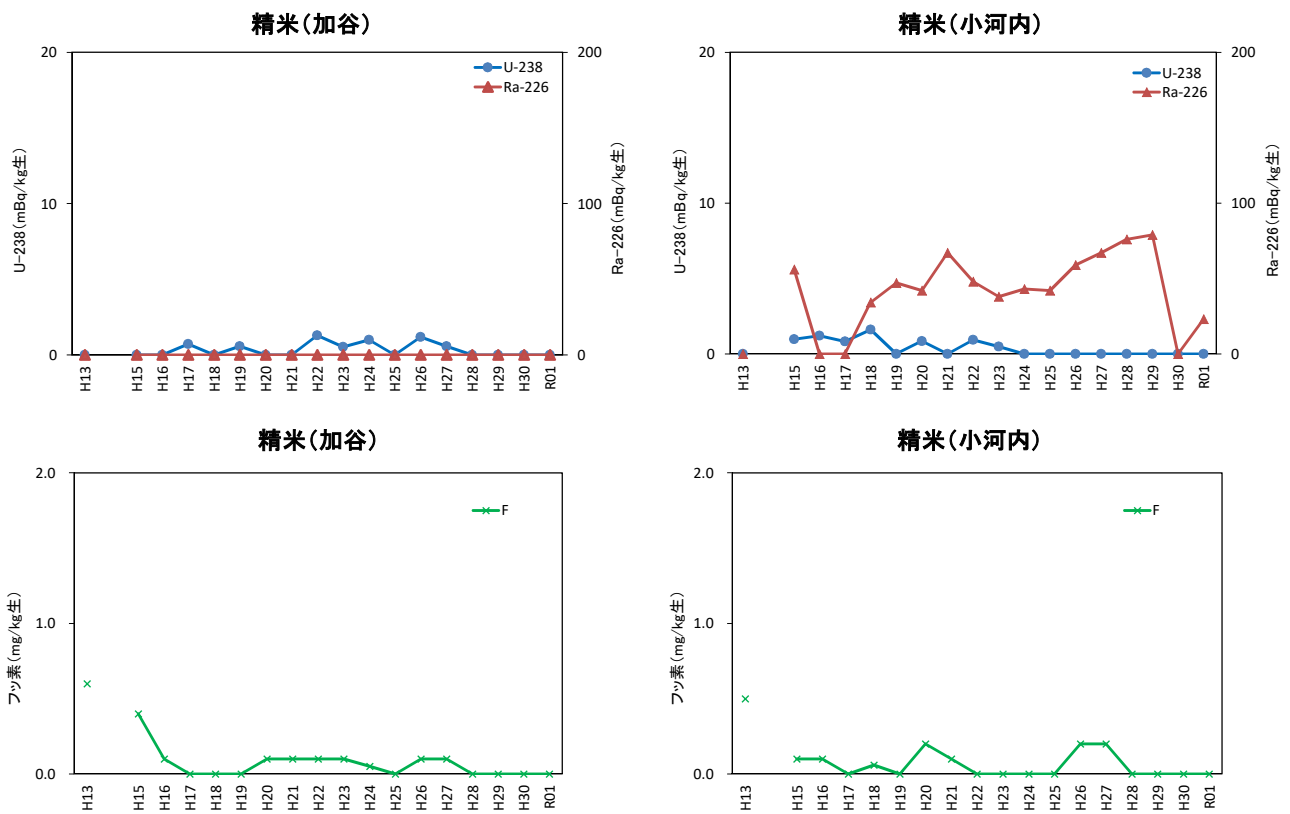 精米(加谷)
20
10
0
200
100
0
U-238(mBq/kg生)
Ra-226(mBq/kg生)
U-238
Ra-226
H13
H15
H16
H17
H18
H19
H20
H21
H22
H23
H24
H25
H26
H27
H28
H29
H30
R01
精米(小河内)
20
10
0
200
100
0
U-238(mBq/kg生)
Ra-226(mBq/kg生)
U-238
Ra-226
H13
H15
H16
H17
H18
H19
H20
H21
H22
H23
H24
H25
H26
H27
H28
H29
H30
R01
精米(加谷)
2.0
1.0
0.0
フッ素(mg/kg生)
F
H13
H15
H16
H17
H18
H19
H20
H21
H22
H23
H24
H25
H26
H27
H28
H29
H30
R01
精米(小河内)
2.0
1.0
0.0
フッ素(mg/kg生)
F
H13
H15
H16
H17
H18
H19
H20
H21
H22
H23
H24
H25
H26
H27
H28
H29
H30
R01